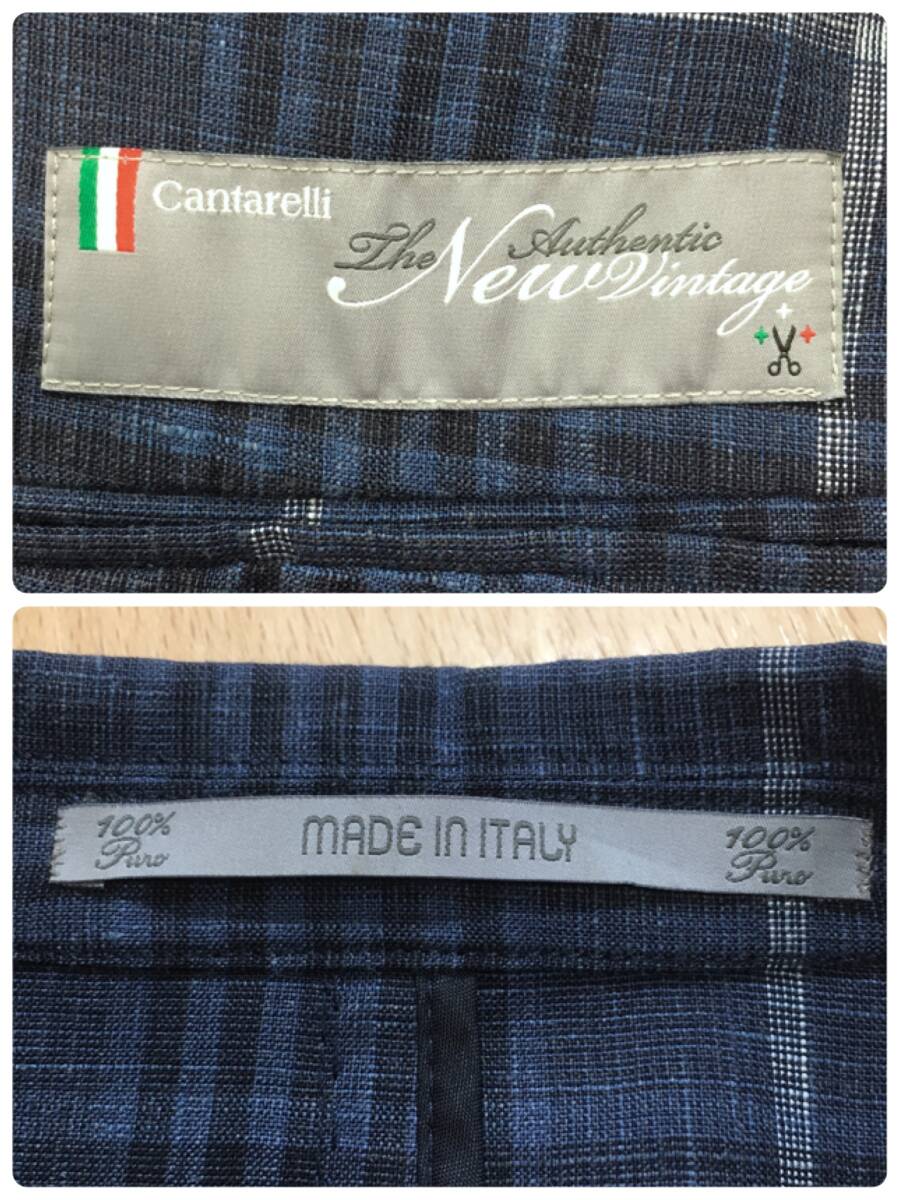 Cantarelli
The Authentic
New Vintage
100%
Puro
MADE IN ITALY
100%
Puro